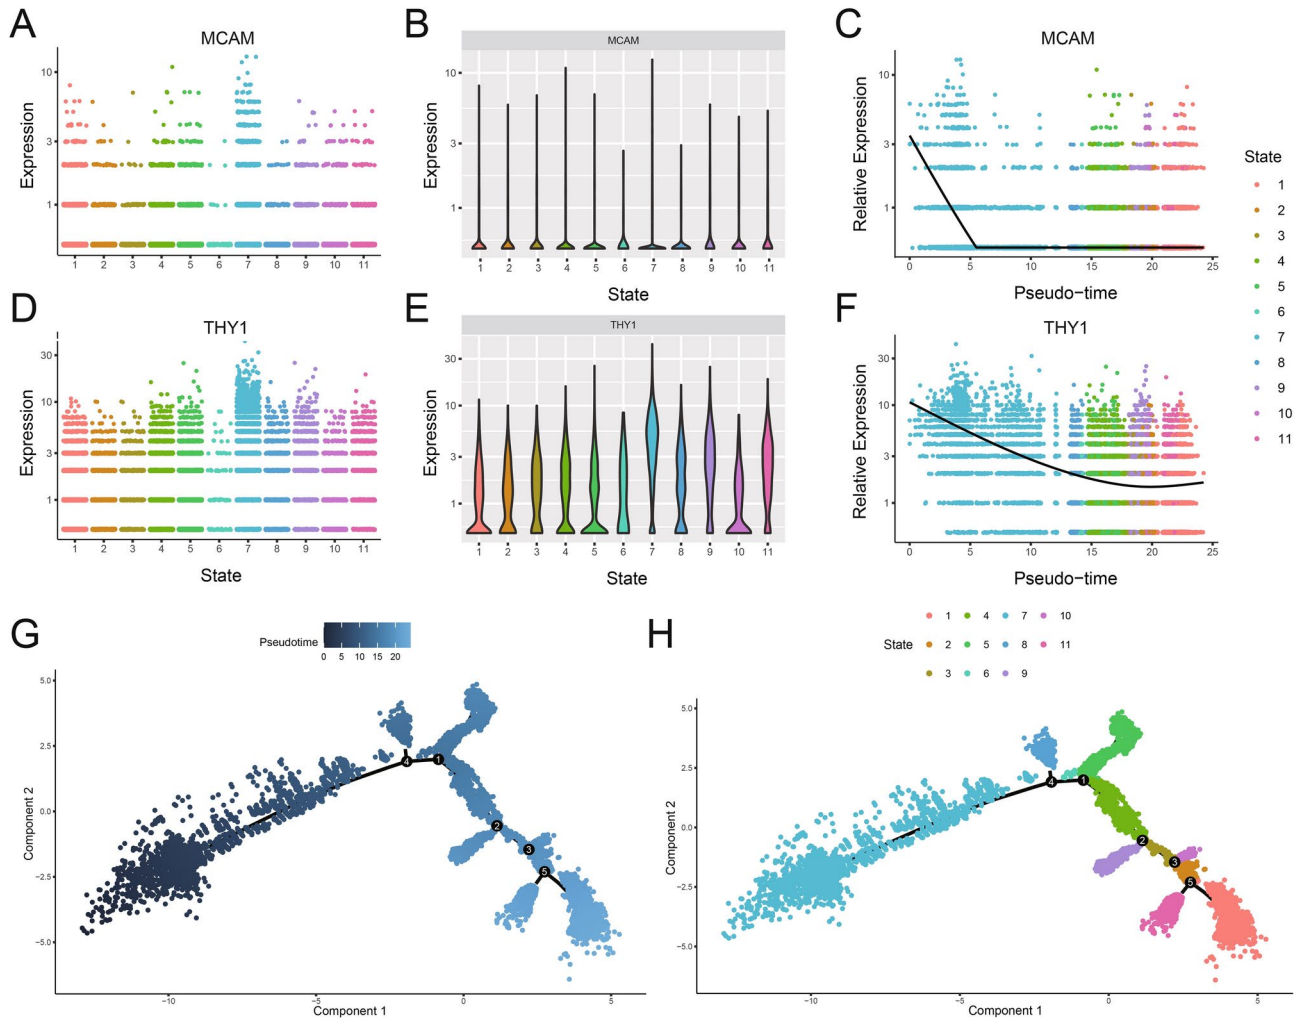 A
MCAM
Expression
10
3
1
1 2 3 4 5 6 7 8 9 10 11
B
MCAM
Expression
10
3
1
1 2 3 4 5 6 7 8 9 10 11
State
C
MCAM
Relative Expression
10
3
1
0 5 10 15 20 25
Pseudo-time
State
1
2
3
4
5
6
7
8
9
10
11
D
THY1
Expression
30
10
3
1
1 2 3 4 5 6 7 8 9 10 11
State
E
THY1
Expression
30
10
3
1
1 2 3 4 5 6 7 8 9 10 11
State
F
THY1
Relative Expression
30
10
3
1
0 5 10 15 20 25
Pseudo-time
G
Pseudotime
0 5 10 15 20
Component 2
5.0
2.5
0.0
−2.5
−5.0
4 1
2
3
5
−10 −5 0 5
Component 1
H
1 4 7 10
State 2 5 8 11
3 6 9
Component 2
5.0
2.5
0.0
−2.5
−5.0
4 1
2
3
5
−10 −5 0 5
Component 1